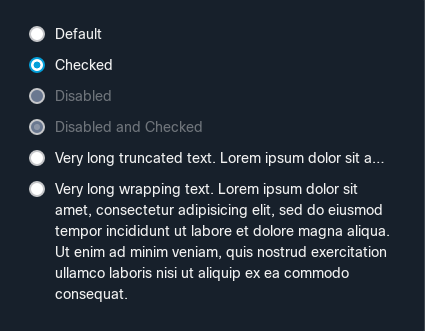 Default
Checked
Disabled
Disabled and Checked
Very long truncated text. Lorem ipsum dolor sit a...
Very long wrapping text. Lorem ipsum dolor sit
amet, consectetur adipisicing elit, sed do eiusmod
tempor incididunt ut labore et dolore magna aliqua.
Ut enim ad minim veniam, quis nostrud exercitation
ullamco laboris nisi ut aliquip ex ea commodo
consequat.